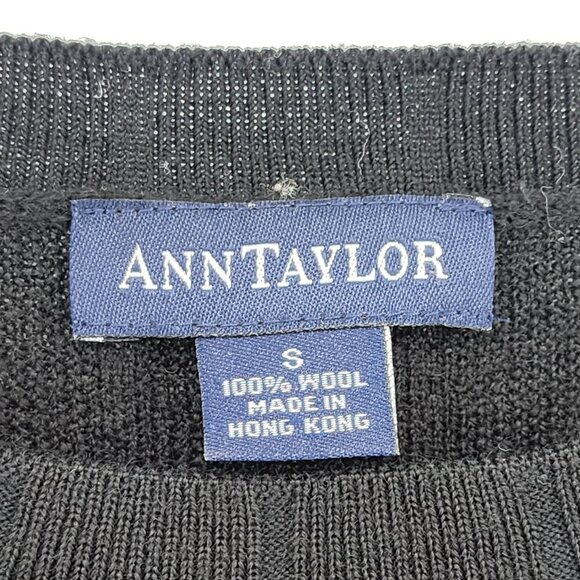 ANNTAYLOR
S
100% WOOL
MADE IN
HONG KONG